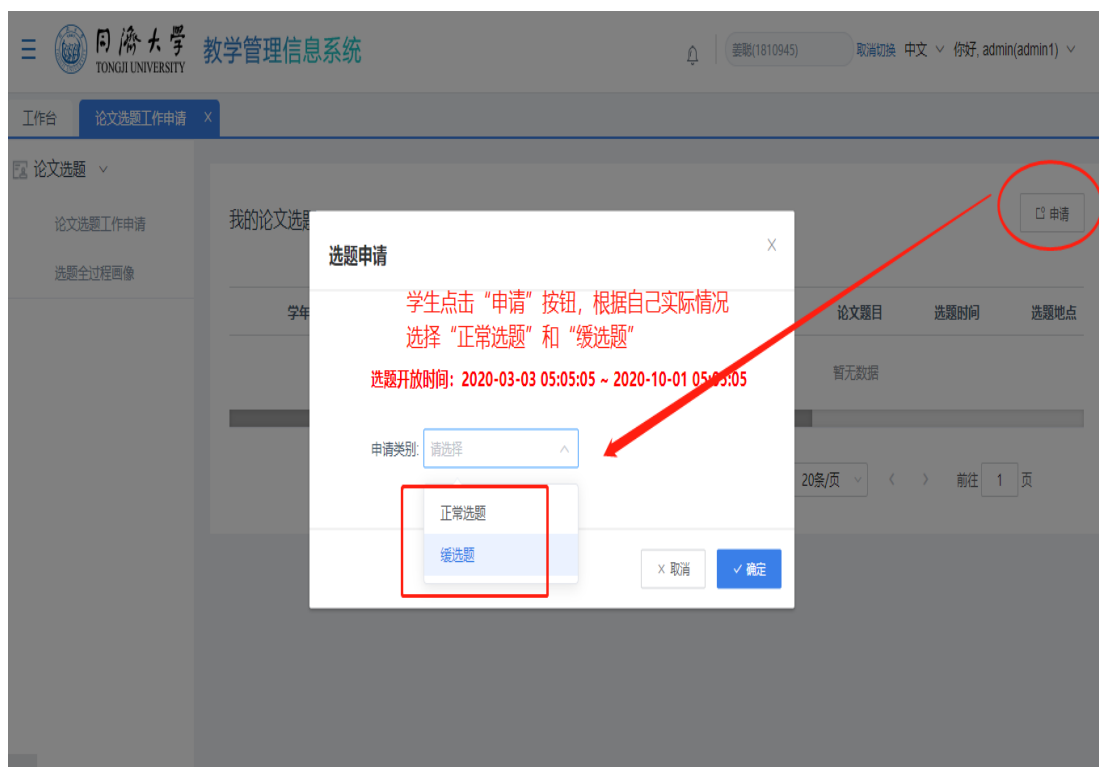 同濟大學
TONGJI UNIVERSITY
教学管理信息系统
姜聪(1810945)
取消切换 中文 你好, admin(admin1)
工作台 论文选题工作申请 X
论文选题
论文选题工作申请
选题全过程画像
我的论文选题
申请
学年
论文题目 选题时间 选题地点
暂无数据
20条/页 < > 前往 1 页
选题申请 X
学生点击“申请”按钮，根据自己实际情况
选择“正常选题”和“缓选题”
选题开放时间：2020-03-03 05:05:05 ~ 2020-10-01 05:05:05
申请类别: 请选择
正常选题
缓选题
× 取消 ✓ 确定